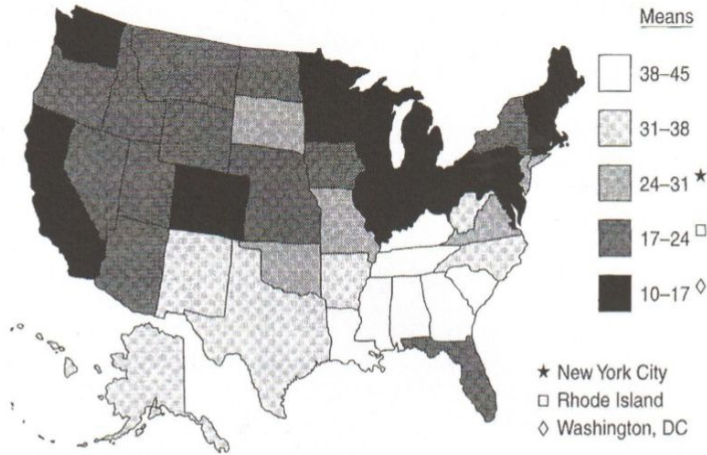 Means
38–45
31–38
24–31 ★
17–24 □
10–17 ◊
★ New York City
□ Rhode Island
◊ Washington, DC